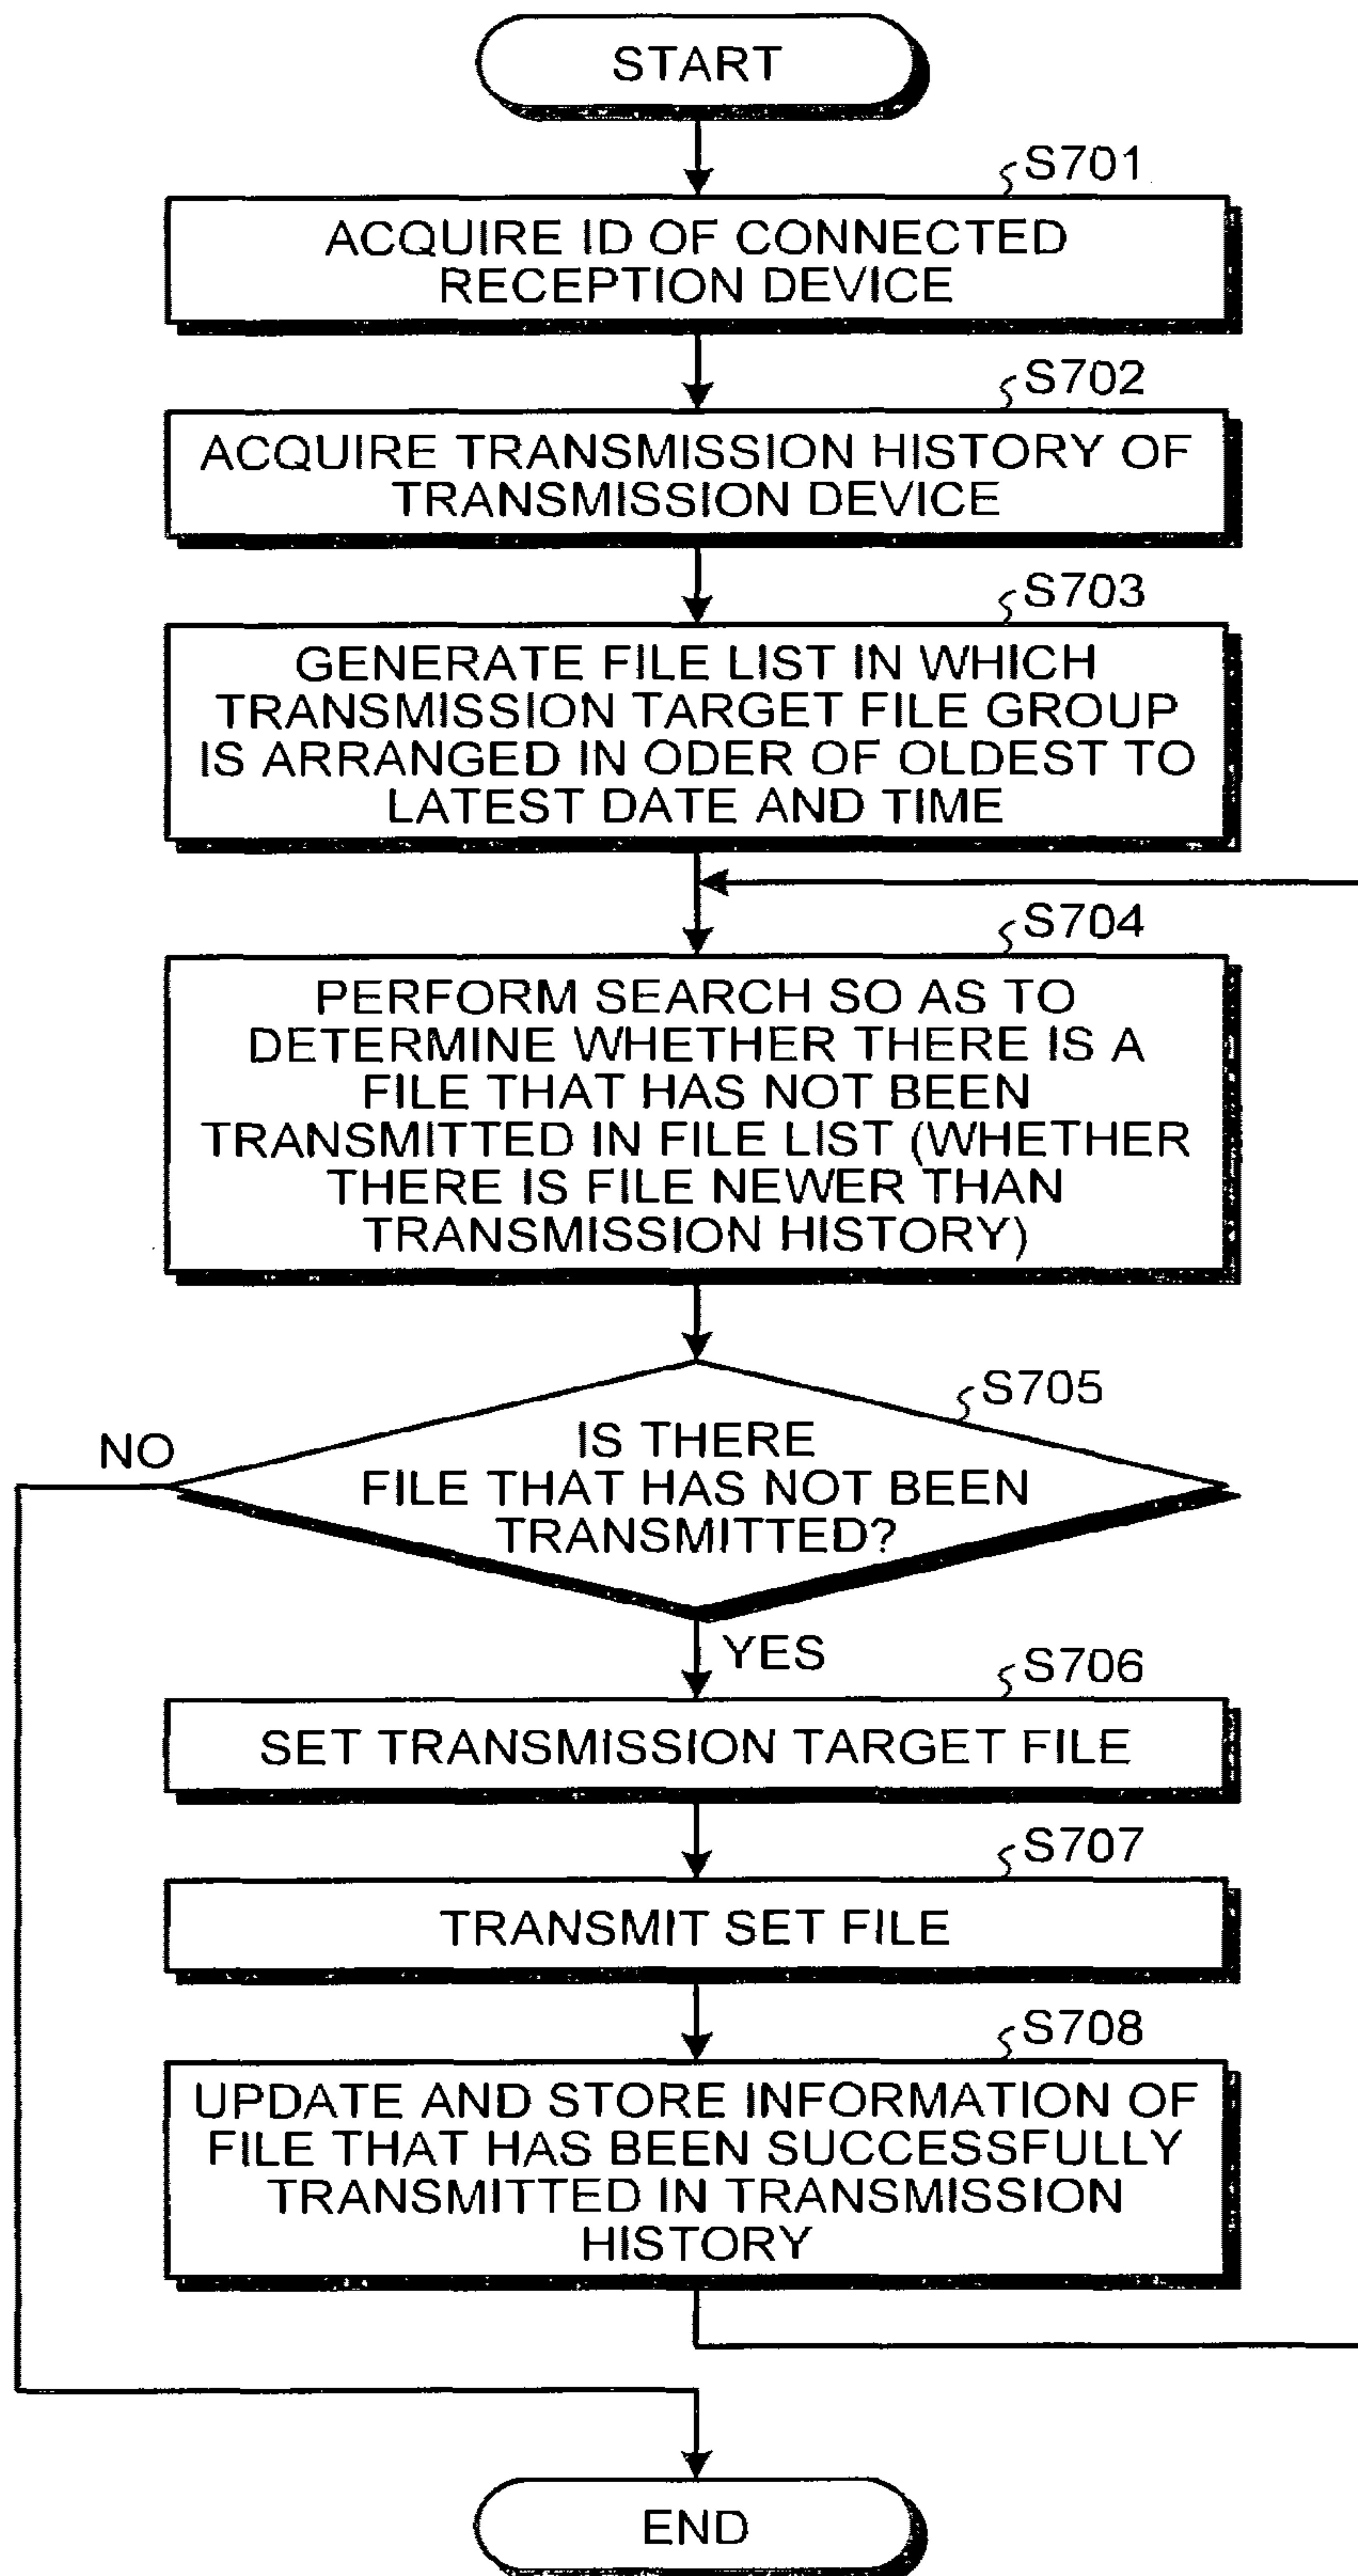 START
S701
ACQUIRE ID OF CONNECTED
RECEPTION DEVICE
S702
ACQUIRE TRANSMISSION HISTORY OF
TRANSMISSION DEVICE
S703
GENERATE FILE LIST IN WHICH
TRANSMISSION TARGET FILE GROUP
IS ARRANGED IN ODER OF OLDEST TO
LATEST DATE AND TIME
S704
PERFORM SEARCH SO AS TO
DETERMINE WHETHER THERE IS A
FILE THAT HAS NOT BEEN
TRANSMITTED IN FILE LIST (WHETHER
THERE IS FILE NEWER THAN
TRANSMISSION HISTORY)
S705
NO
IS THERE
FILE THAT HAS NOT BEEN
TRANSMITTED?
YES
S706
SET TRANSMISSION TARGET FILE
S707
TRANSMIT SET FILE
S708
UPDATE AND STORE INFORMATION OF
FILE THAT HAS BEEN SUCCESSFULLY
TRANSMITTED IN TRANSMISSION
HISTORY
END